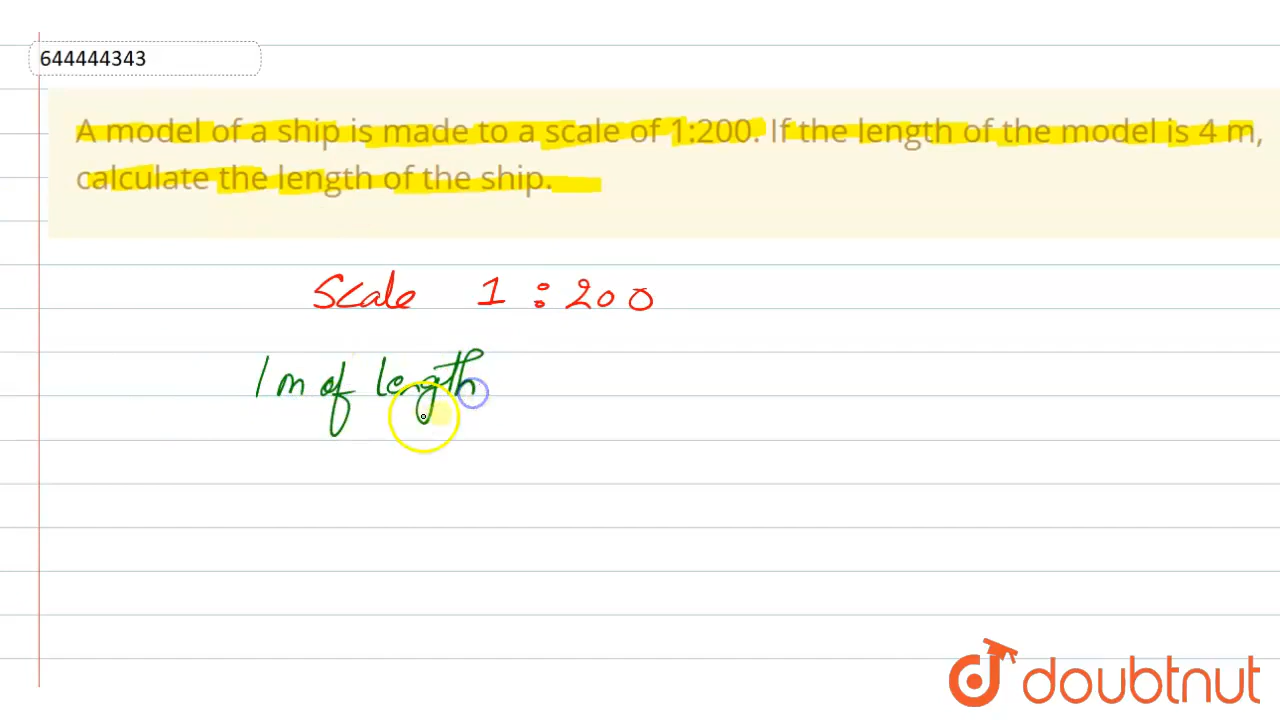 644444343
A model of a ship is made to a scale of 1:200. If the length of the model is 4 m,
calculate the length of the ship.
Scale 1 : 200
1 m of length
doubtnut